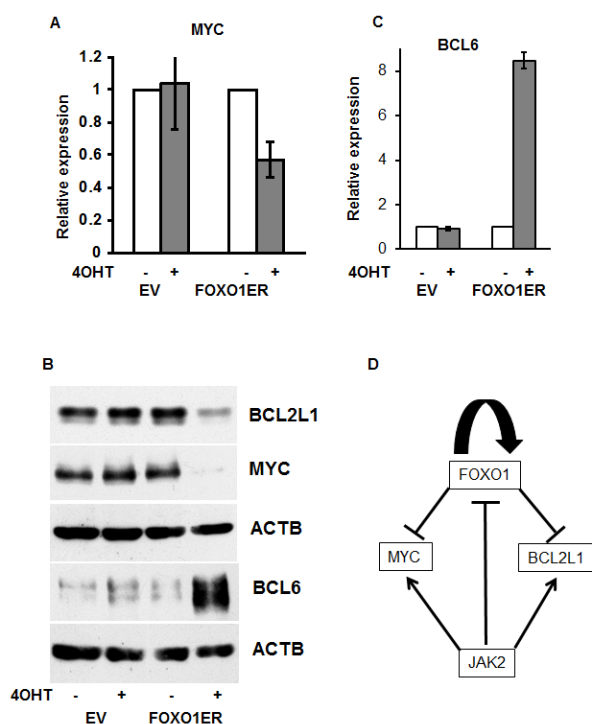 A
MYC
Relative expression
1.2
1
0.8
0.6
0.4
0.2
0
4OHT - + - +
EV FOXO1ER
C
BCL6
Relative expression
8
6
4
2
0
4OHT - + - +
EV FOXO1ER
B
BCL2L1
MYC
ACTB
BCL6
ACTB
4OHT - + - +
EV FOXO1ER
D
FOXO1
MYC BCL2L1
JAK2